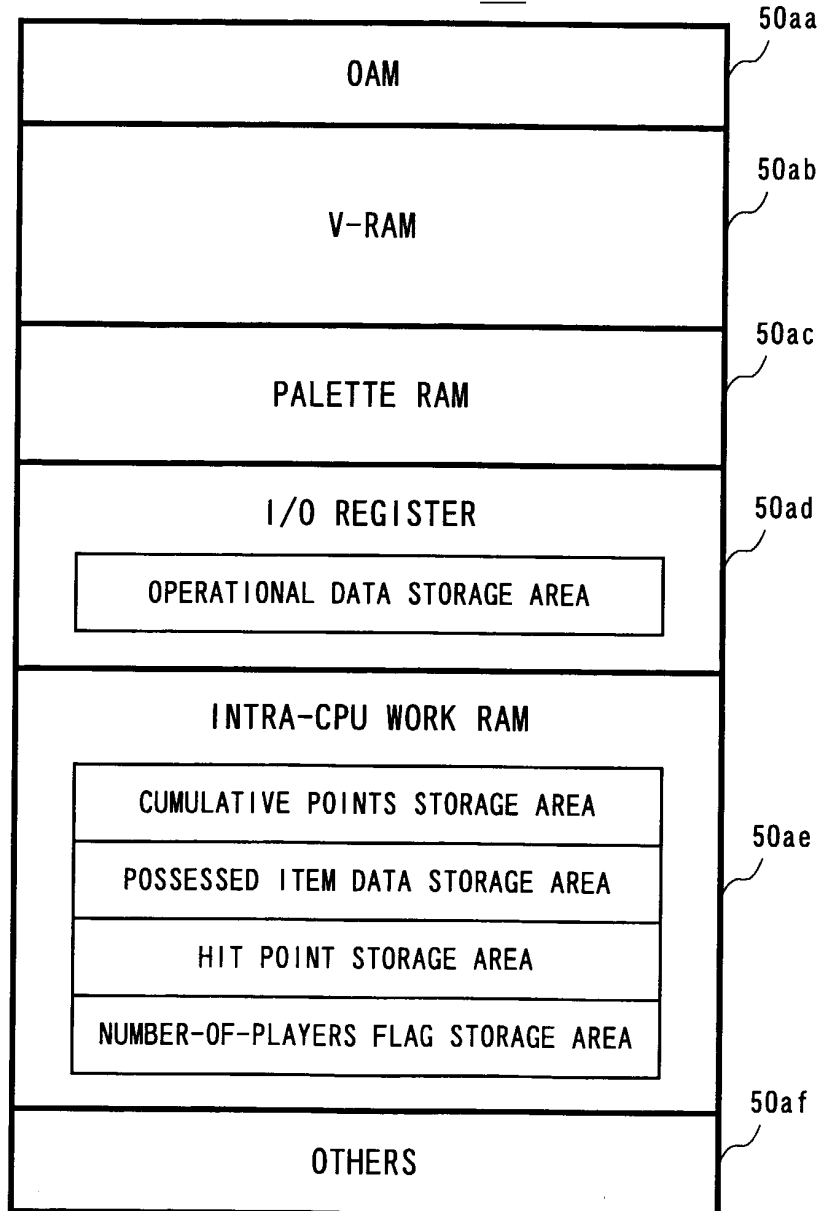 50aa
OAM
50ab
V-RAM
50ac
PALETTE RAM
50ad
I/O REGISTER
OPERATIONAL DATA STORAGE AREA
INTRA-CPU WORK RAM
CUMULATIVE POINTS STORAGE AREA
50ae
POSSESSED ITEM DATA STORAGE AREA
HIT POINT STORAGE AREA
NUMBER-OF-PLAYERS FLAG STORAGE AREA
50af
OTHERS